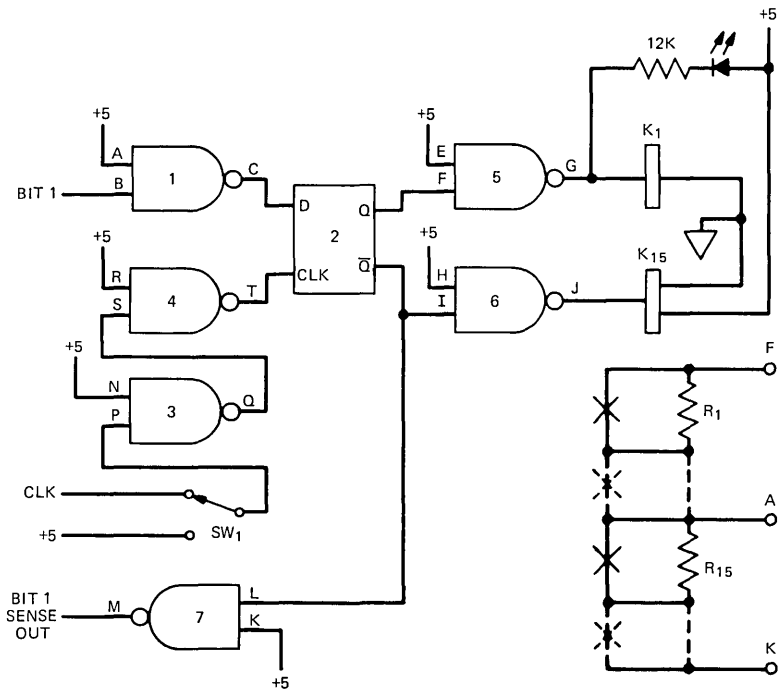 +5
12K
+5
+5
K1
A
C
E
G
BIT 1
B
1
D
Q
F
5
2
+5
+5
K15
R
T
CLK
Q̅
H
J
S
4
I
6
+5
F
N
Q
R1
P
3
CLK
A
SW1
+5
R15
BIT 1
SENSE
OUT
M
7
L
K
+5
K